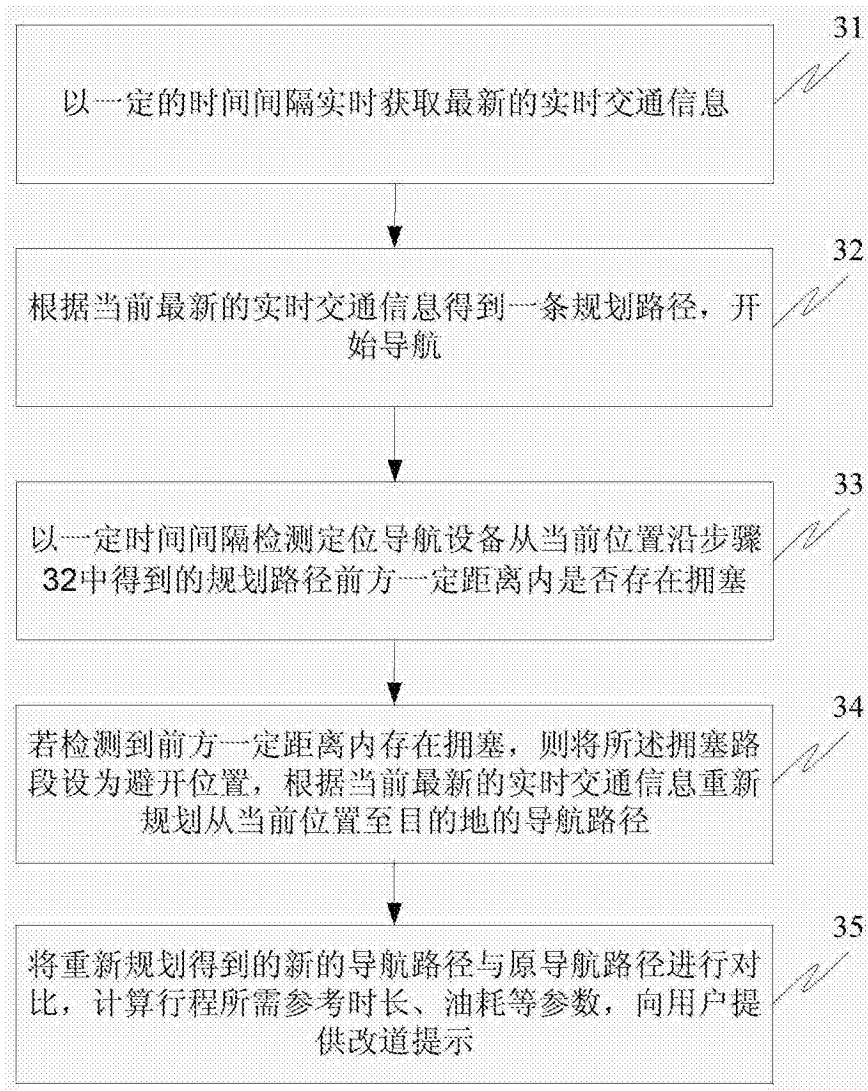 31
以一定的时间间隔实时获取最新的实时交通信息
32
根据当前最新的实时交通信息得到一条规划路径，开
始导航
33
以一定时间间隔检测定位导航设备从当前位置沿步骤
32中得到的规划路径前方一定距离内是否存在拥塞
34
若检测到前方一定距离内存在拥塞，则将所述拥塞路
段设为避开位置，根据当前最新的实时交通信息重新
规划从当前位置至目的地的导航路径
35
将重新规划得到的新的导航路径与原导航路径进行对
比，计算行程所需参考时长、油耗等参数，向用户提
供改道提示